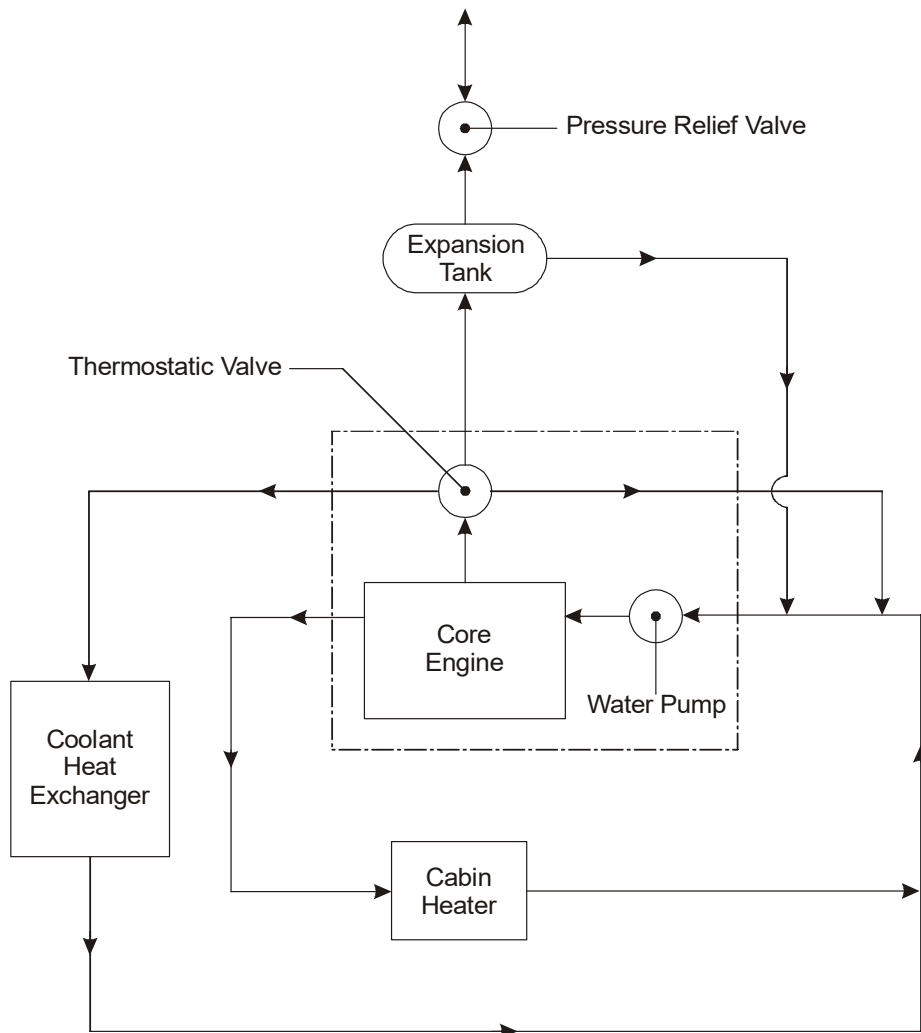 Pressure Relief Valve
Expansion
Tank
Thermostatic Valve
Core
Engine
Water Pump
Coolant
Heat
Exchanger
Cabin
Heater